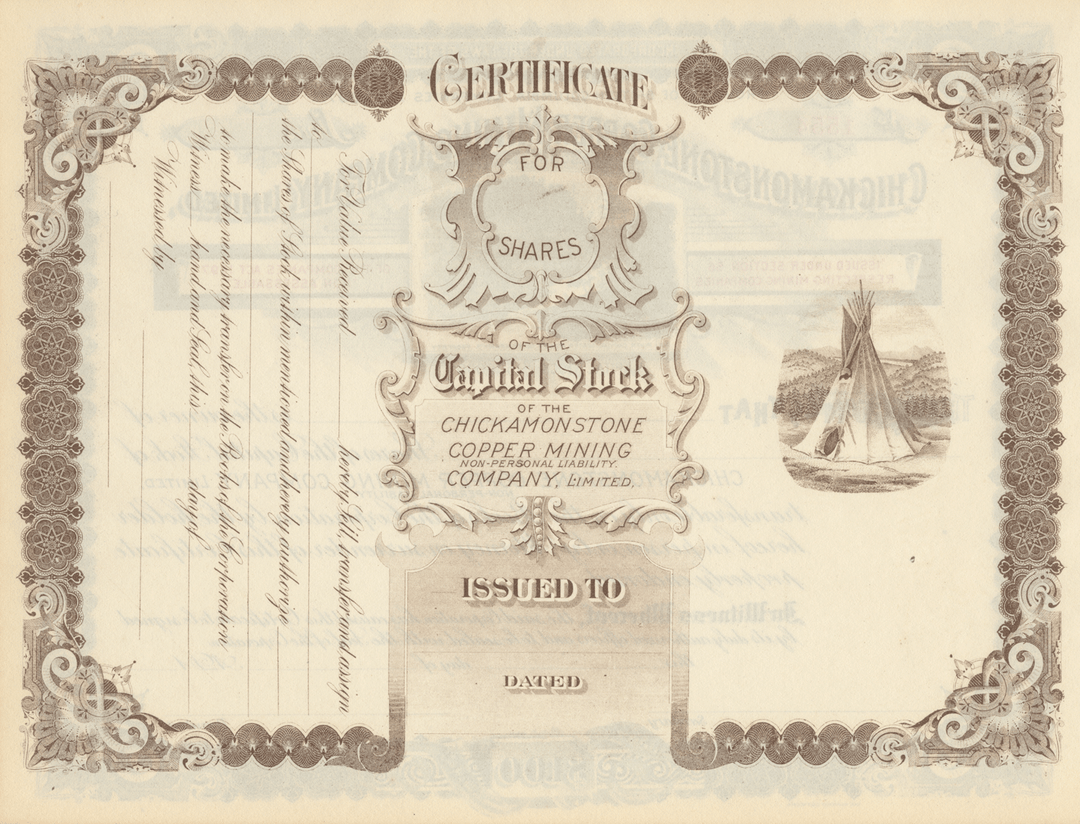 CERTIFICATE
FOR
SHARES
OF THE
Capital Stock
OF THE
CHICKAMONSTONE
COPPER MINING
NON-PERSONAL LIABILITY.
COMPANY, LIMITED.
ISSUED TO
DATED
For Value Received hereby Sell, transfer and assign
to
the Shares of Stock within mentioned and hereby authorize
to make the necessary transfer on the Books of the Corporation
Witness hand and Seal, this day of
Witnessed by